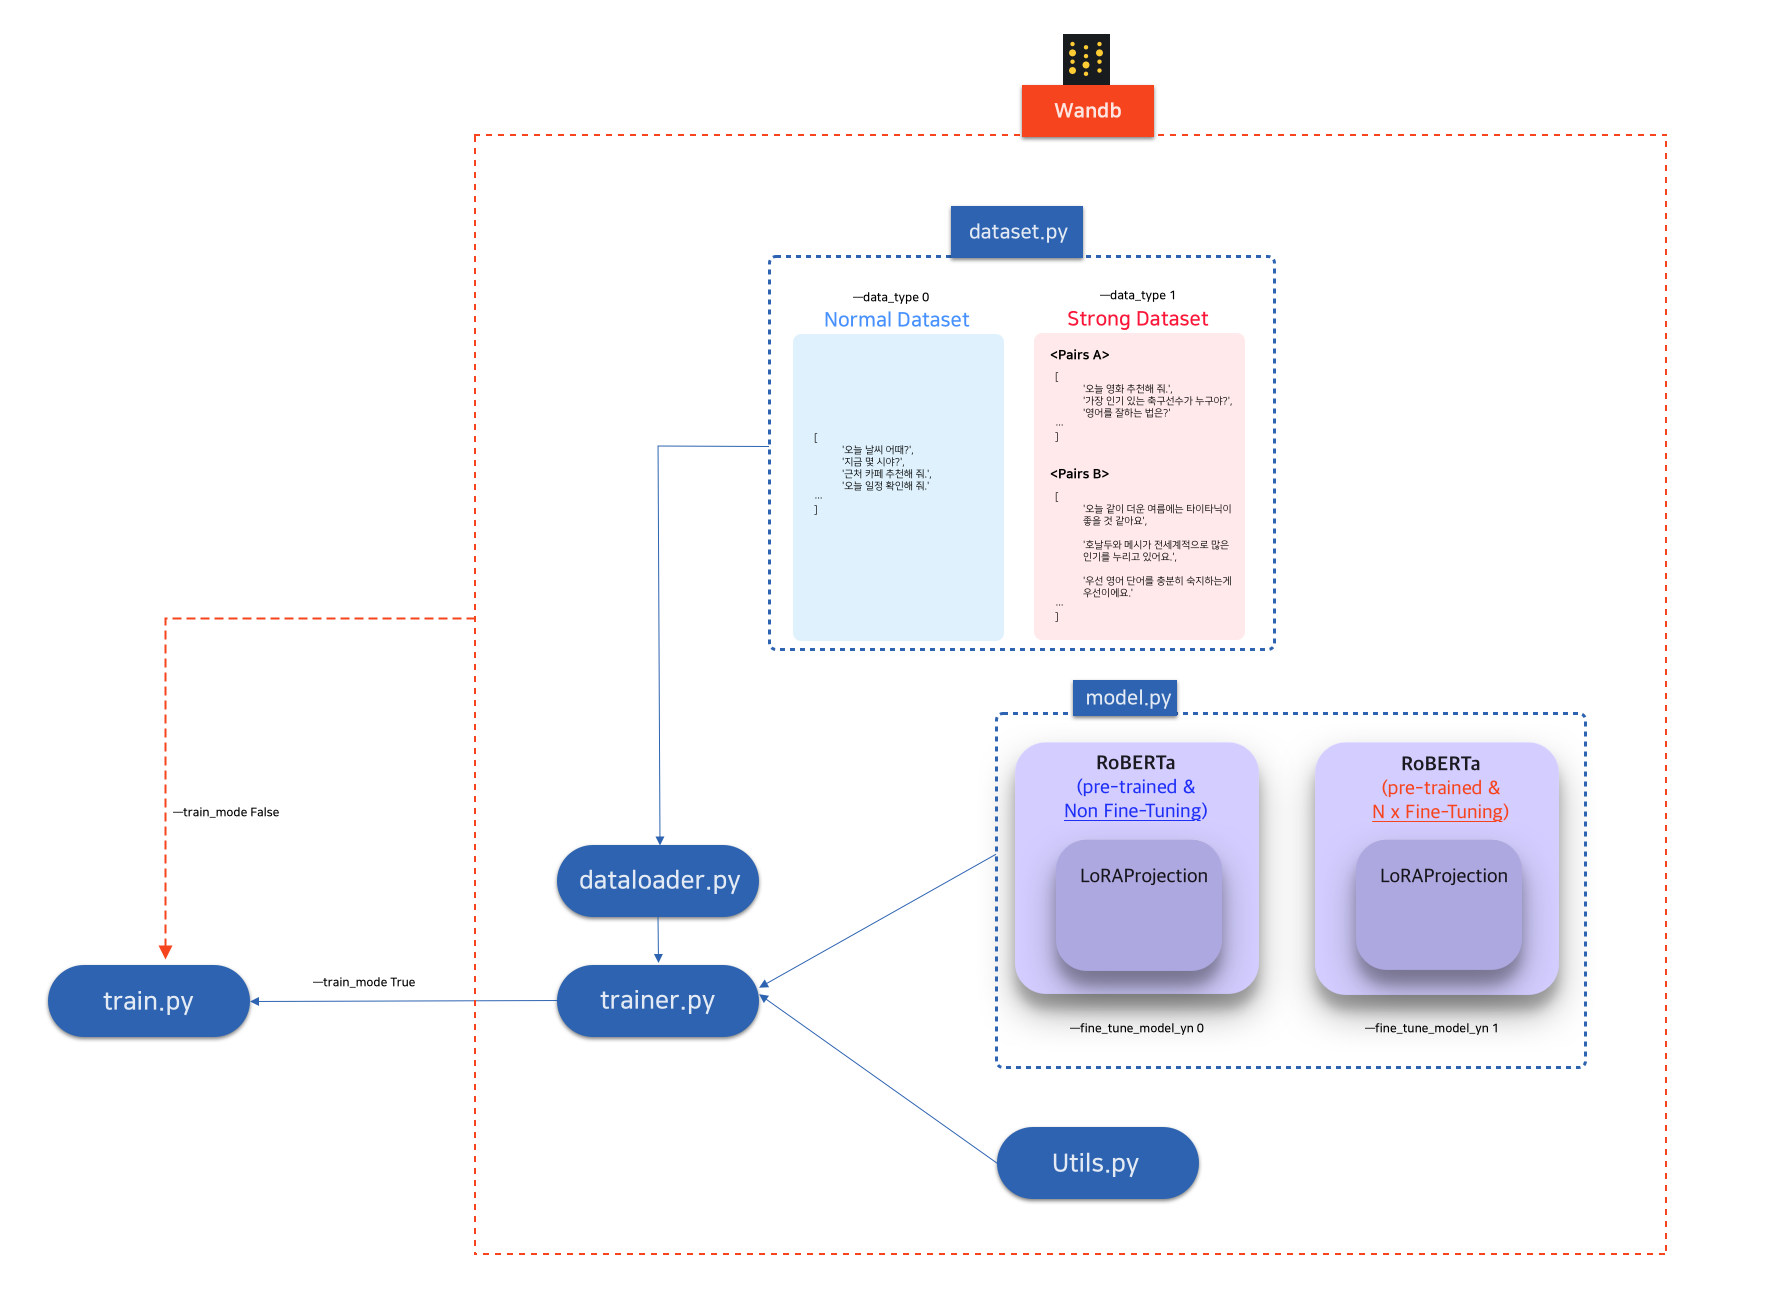 Wandb
dataset.py
—data_type 0
Normal Dataset
[
'오늘 날씨 어때?',
'지금 몇 시야?',
'근처 카페 추천해 줘.',
'오늘 일정 확인해 줘.'
...
]
—data_type 1
Strong Dataset
<Pairs A>
[
'오늘 영화 추천해 줘.',
'가장 인기 있는 축구선수가 누구야?',
'영어를 잘하는 법은?'
...
]
<Pairs B>
[
'오늘 같이 더운 여름에는 타이타닉이
좋을 것 같아요',
'호날두와 메시가 전세계적으로 많은
인기를 누리고 있어요.',
'우선 영어 단어를 충분히 숙지하는게
우선이에요.'
...
]
model.py
RoBERTa
(pre-trained &
Non Fine-Tuning)
LoRAProjection
—fine_tune_model_yn 0
RoBERTa
(pre-trained &
N x Fine-Tuning)
LoRAProjection
—fine_tune_model_yn 1
—train_mode False
dataloader.py
—train_mode True
train.py
trainer.py
Utils.py